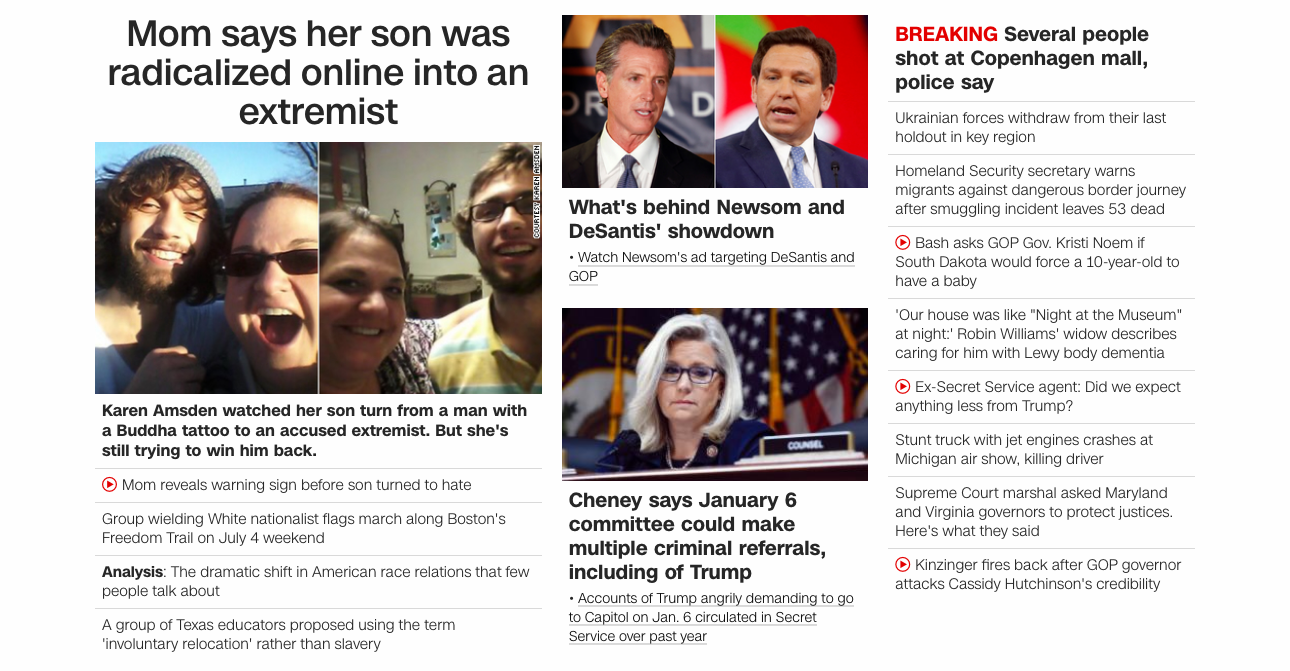 Mom says her son was
radicalized online into an
extremist
COURTESY KAREN AMSDEN
Karen Amsden watched her son turn from a man with
a Buddha tattoo to an accused extremist. But she's
still trying to win him back.
Mom reveals warning sign before son turned to hate
Group wielding White nationalist flags march along Boston's
Freedom Trail on July 4 weekend
Analysis: The dramatic shift in American race relations that few
people talk about
A group of Texas educators proposed using the term
'involuntary relocation' rather than slavery
What's behind Newsom and
DeSantis' showdown
• Watch Newsom's ad targeting DeSantis and
GOP
COUNSEL
Cheney says January 6
committee could make
multiple criminal referrals,
including of Trump
• Accounts of Trump angrily demanding to go
to Capitol on Jan. 6 circulated in Secret
Service over past year
BREAKING Several people
shot at Copenhagen mall,
police say
Ukrainian forces withdraw from their last
holdout in key region
Homeland Security secretary warns
migrants against dangerous border journey
after smuggling incident leaves 53 dead
Bash asks GOP Gov. Kristi Noem if
South Dakota would force a 10-year-old to
have a baby
'Our house was like "Night at the Museum"
at night:' Robin Williams' widow describes
caring for him with Lewy body dementia
Ex-Secret Service agent: Did we expect
anything less from Trump?
Stunt truck with jet engines crashes at
Michigan air show, killing driver
Supreme Court marshal asked Maryland
and Virginia governors to protect justices.
Here's what they said
Kinzinger fires back after GOP governor
attacks Cassidy Hutchinson's credibility